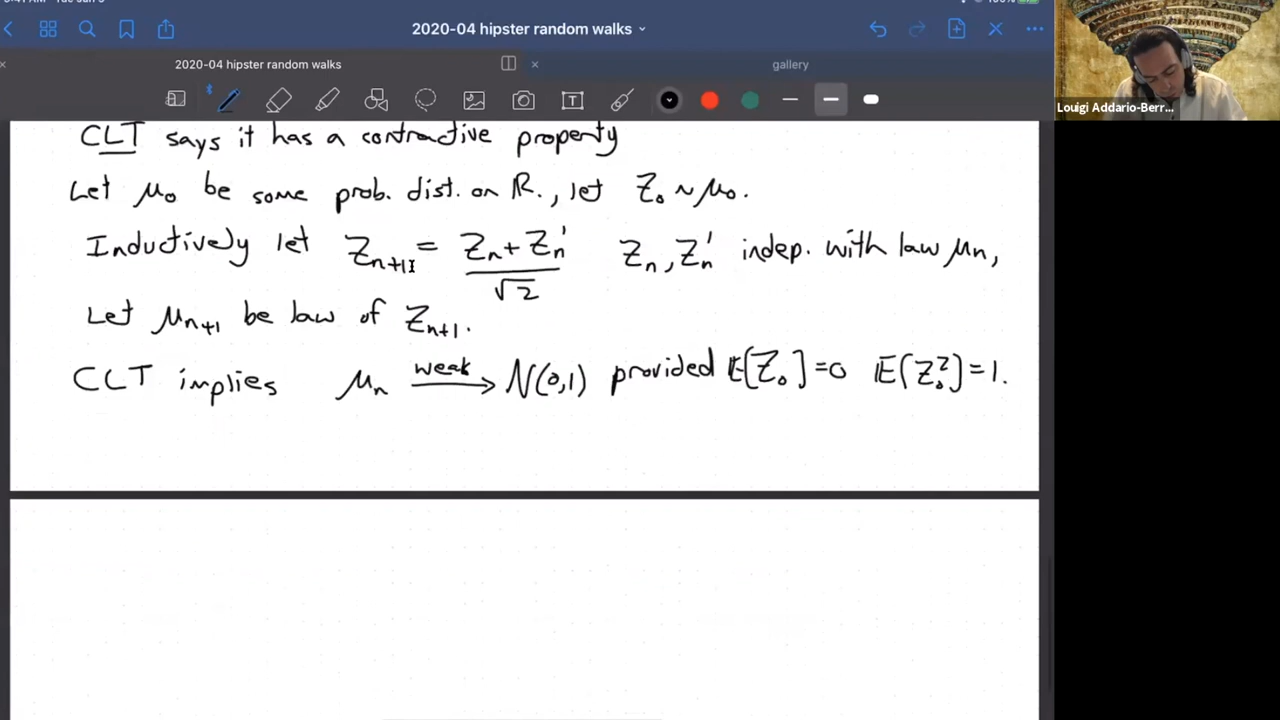 2020-04 hipster random walks
2020-04 hipster random walks
gallery
Louigi Addario-Berr...
CLT says it has a contractive property
Let μ₀ be some prob. dist. on ℝ., let Z₀ ~ μ₀.
Inductively let Zₙ₊₁ = (Zₙ + Zₙ′)/√2 Zₙ, Zₙ′ indep. with law μₙ,
Let μₙ₊₁ be law of Zₙ₊₁.
CLT implies μₙ —weak→ N(0,1) provided 𝔼[Z₀]=0 𝔼[Z₀²]=1.